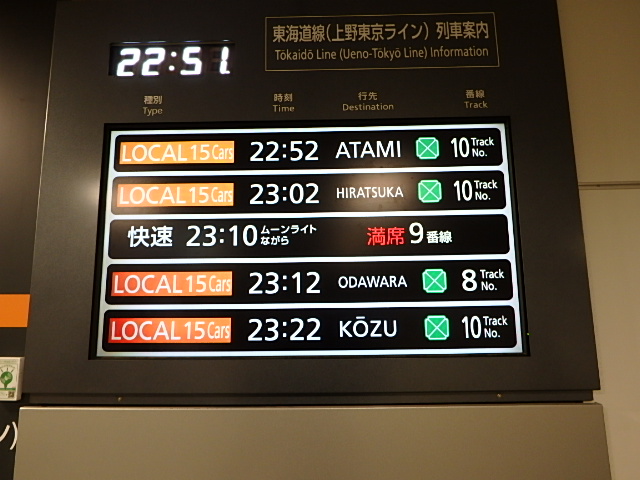 22:51
東海道線(上野東京ライン) 列車案内
Tōkaidō Line (Ueno-Tōkyō Line) Information
種別 時刻 行先 番線
Type Time Destination Track
LOCAL 15 Cars 22:52 ATAMI 10 Track No.
LOCAL 15 Cars 23:02 HIRATSUKA 10 Track No.
快速 23:10 ムーンライトながら 満席 9番線
LOCAL 15 Cars 23:12 ODAWARA 8 Track No.
LOCAL 15 Cars 23:22 KŌZU 10 Track No.